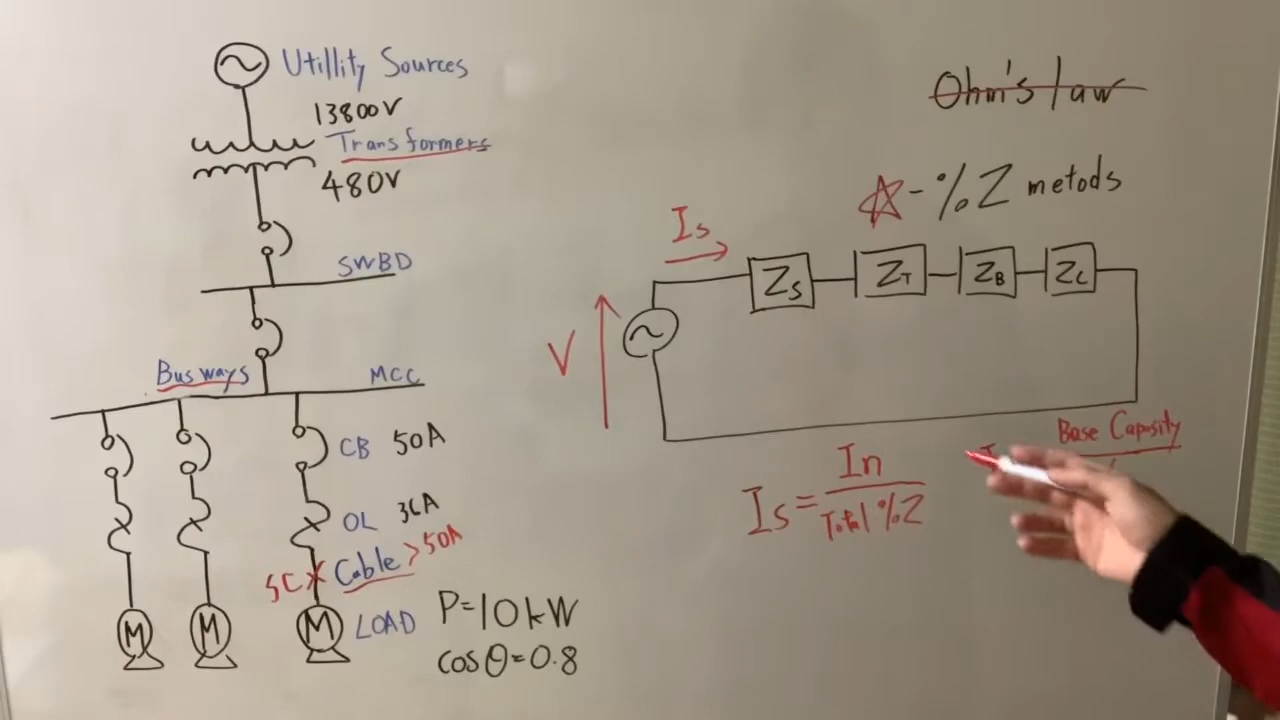 Utillity Sources
13800V
Transformers
480V
SWBD
Busways
MCC
CB 50A
OL 36A
SC X Cable > 50A
M
M
M
LOAD
P=10kW
cosθ=0.8
Ohm's law
☆-%Z metods
Is
V
Zs
ZT
ZB
ZC
Is = In / Total %Z
Base Caposity